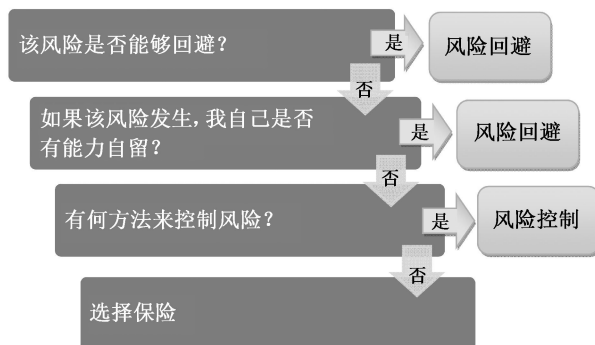 该风险是否能够回避？
是
风险回避
否
如果该风险发生，我自己是否
有能力自留？
是
风险回避
否
有何方法来控制风险？
是
风险控制
否
选择保险